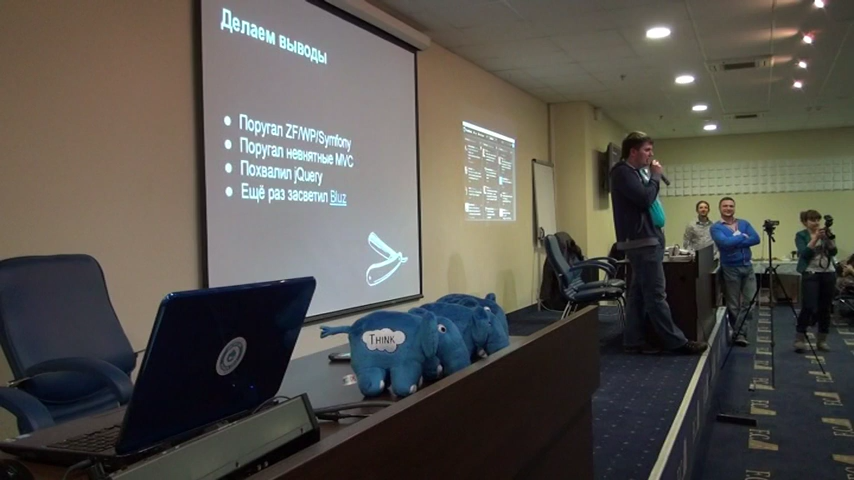 Делаем выводы
● Поругал ZF/WP/Symfony
● Поругал невнятные MVC
● Похвалил jQuery
● Ещё раз засветил Bluz
THINK